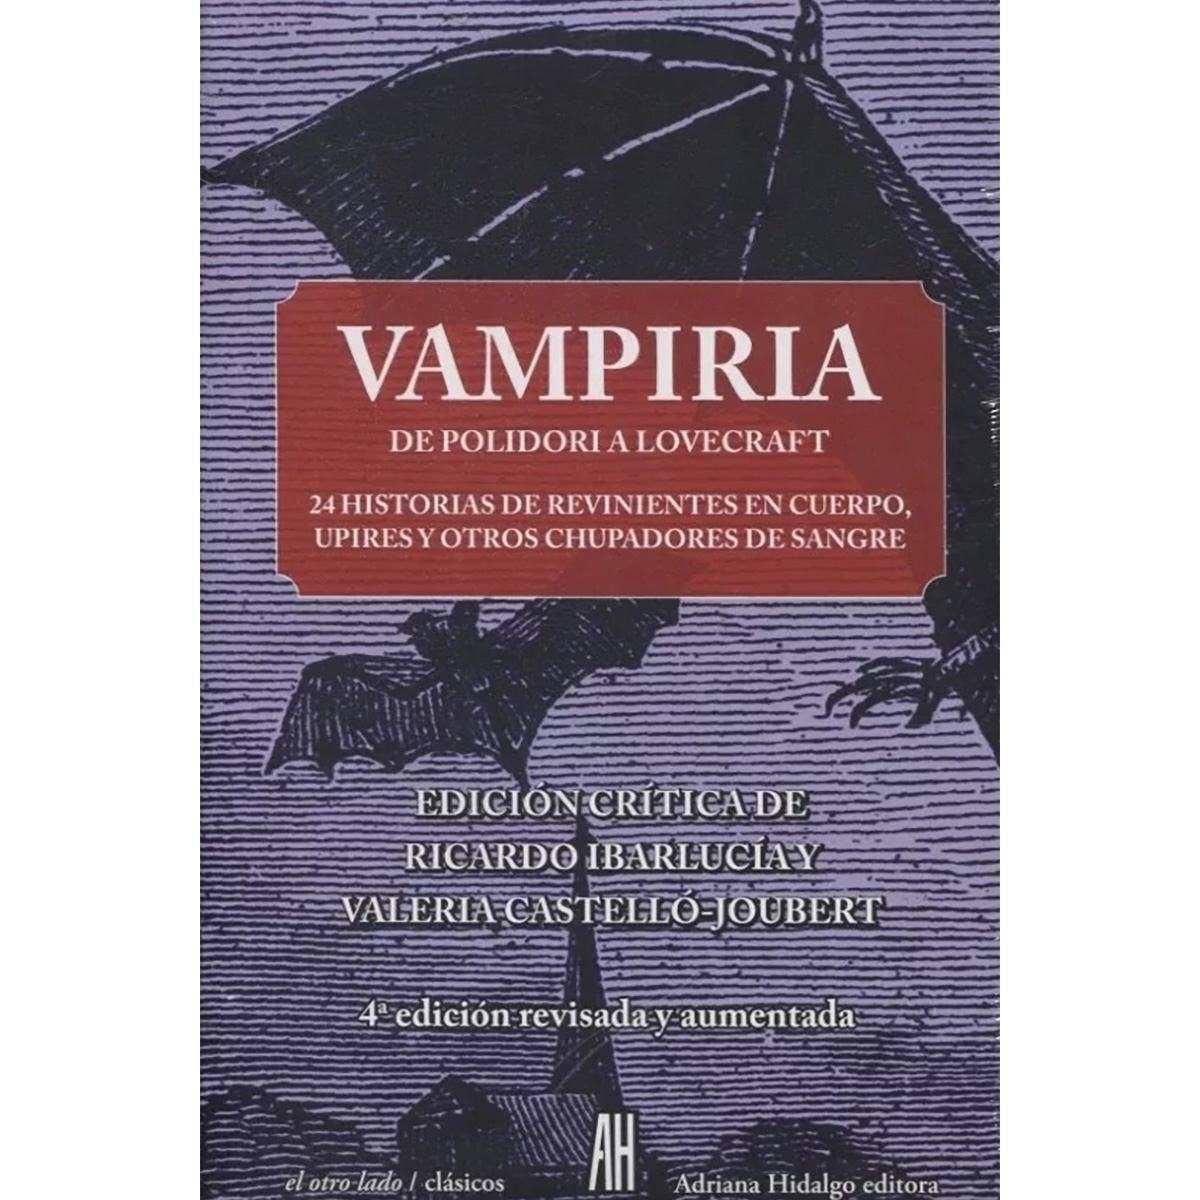 VAMPIRIA
DE POLIDORI A LOVECRAFT
24 HISTORIAS DE REVINIENTES EN CUERPO,
UPIRES Y OTROS CHUPADORES DE SANGRE
EDICIÓN CRÍTICA DE
RICARDO IBARLUCÍA Y
VALERIA CASTELLÓ-JOUBERT
4ª edición revisada y aumentada
AH
el otro lado / clásicos
Adriana Hidalgo editora